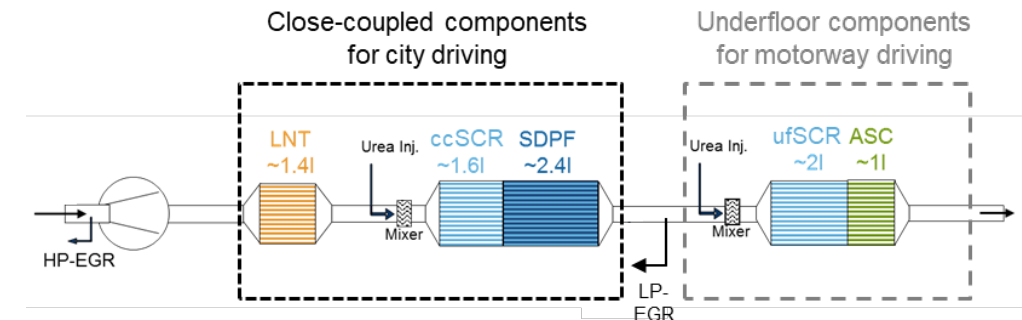 Close-coupled components
for city driving
Underfloor components
for motorway driving
LNT
~1.4l
Urea Inj.
ccSCR
~1.6l
SDPF
~2.4l
Urea Inj.
ufSCR
~2l
ASC
~1l
Mixer
Mixer
HP-EGR
LP-
EGR